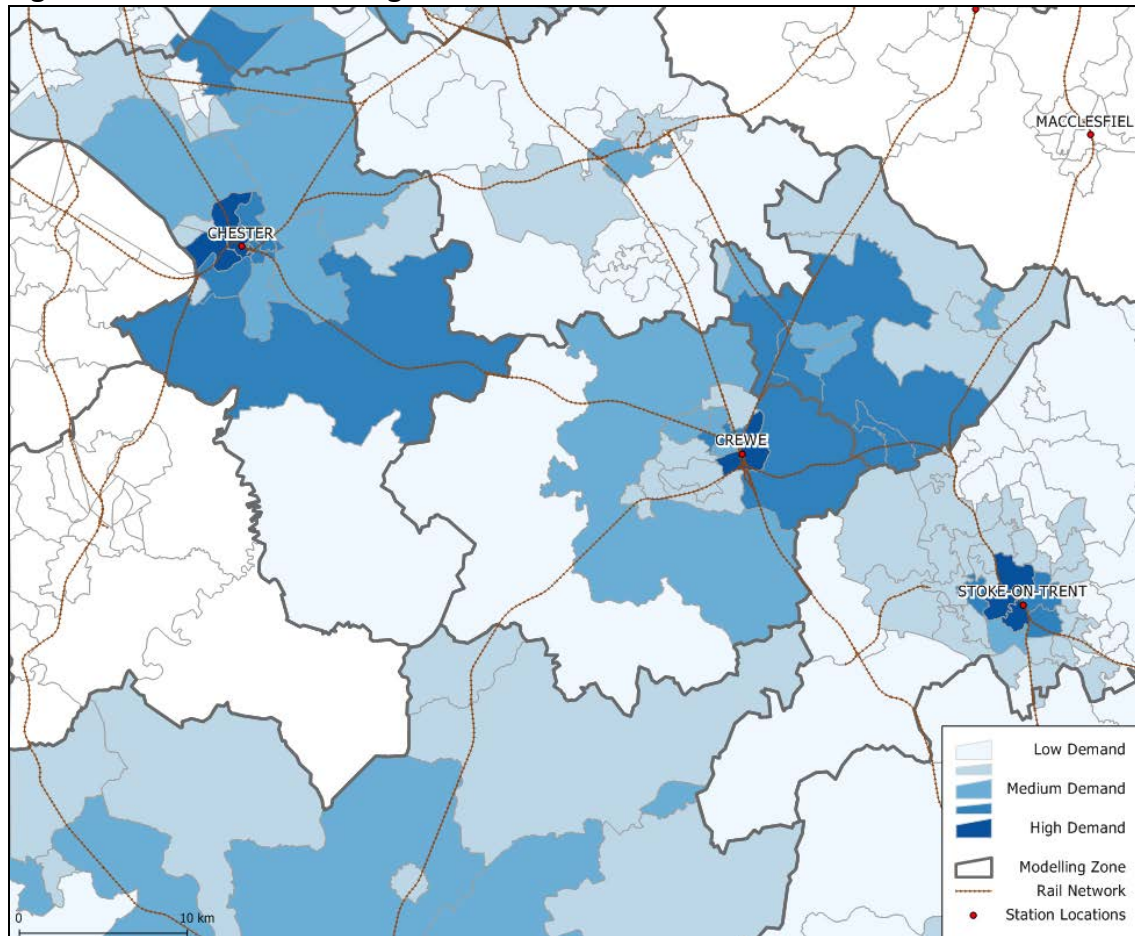 MACCLESFIEL
CHESTER
CREWE
STOKE-ON-TRENT
Low Demand
Medium Demand
High Demand
Modelling Zone
Rail Network
Station Locations
0 10 km